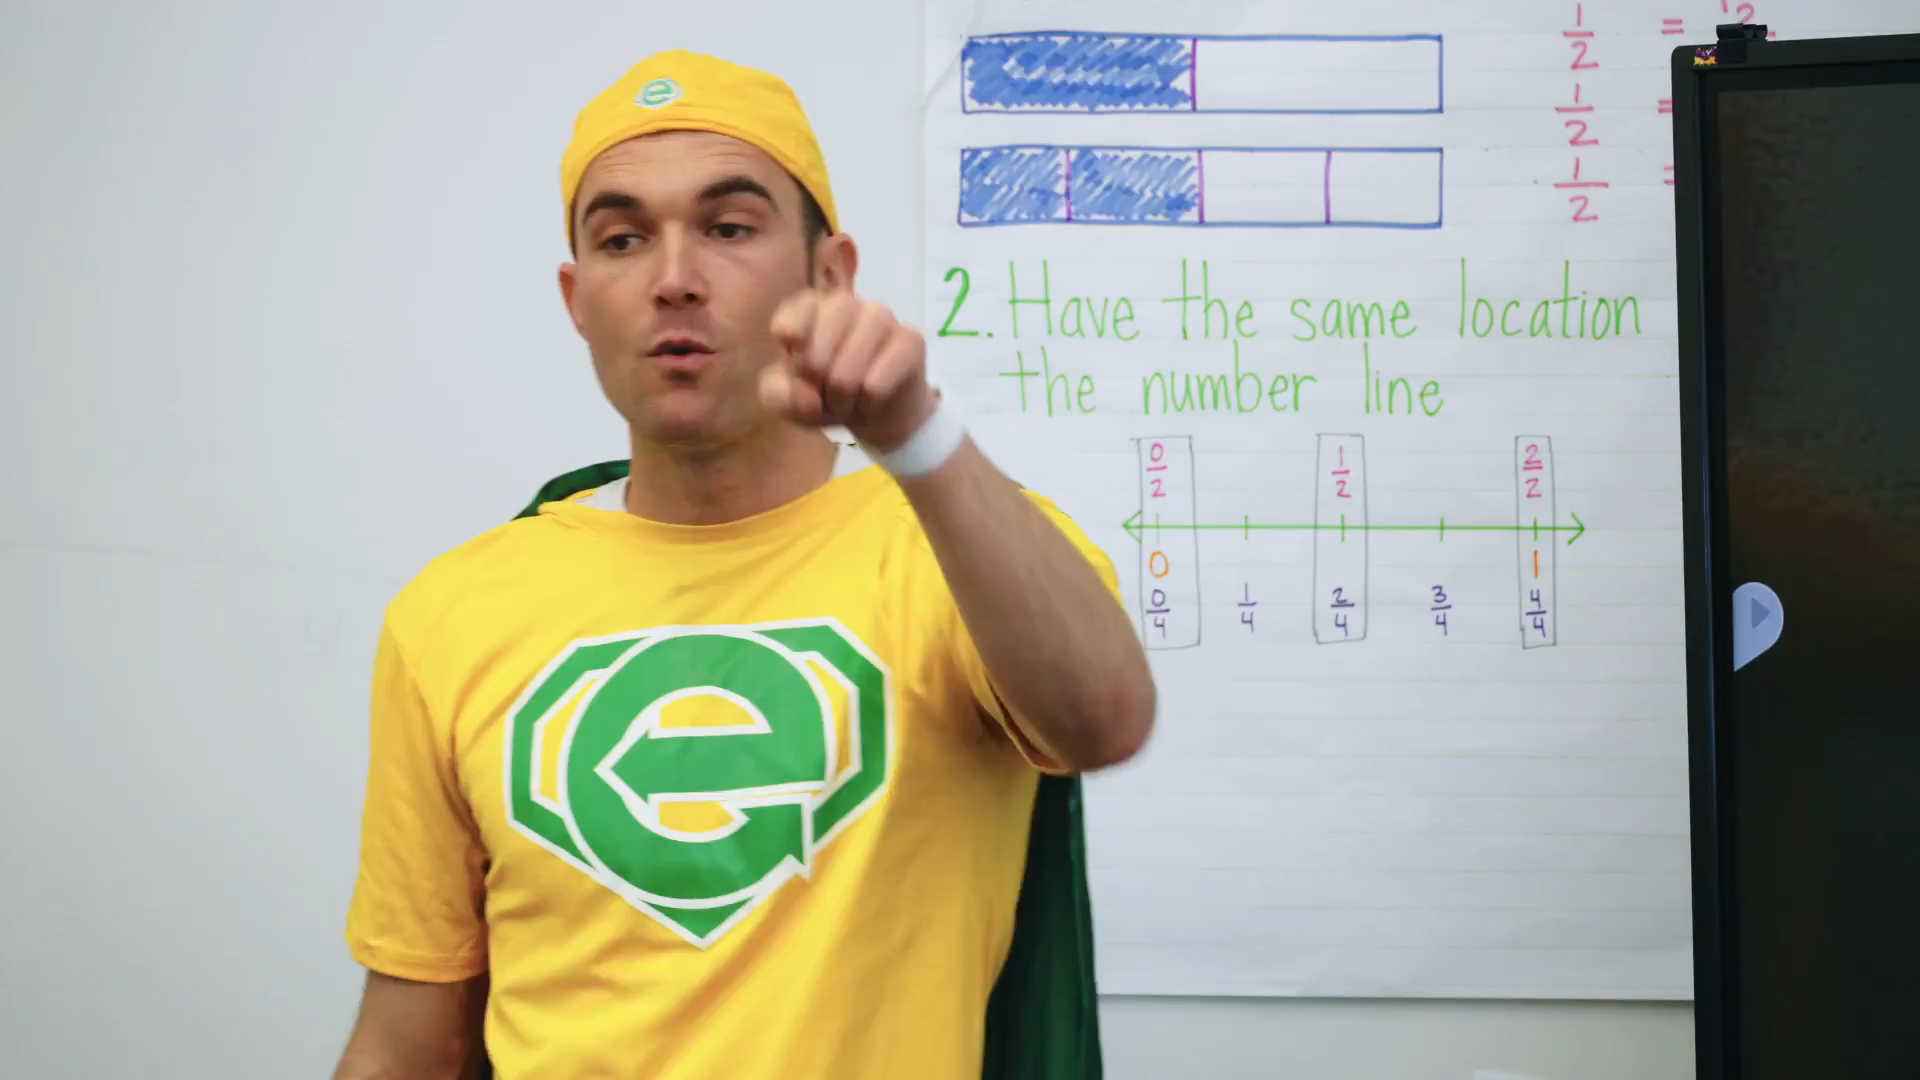 1/2 =
1/2 =
1/2 =
2. Have the same location
the number line
0/2 1/2 2/2
0 1
0/4 1/4 2/4 3/4 4/4
e
e